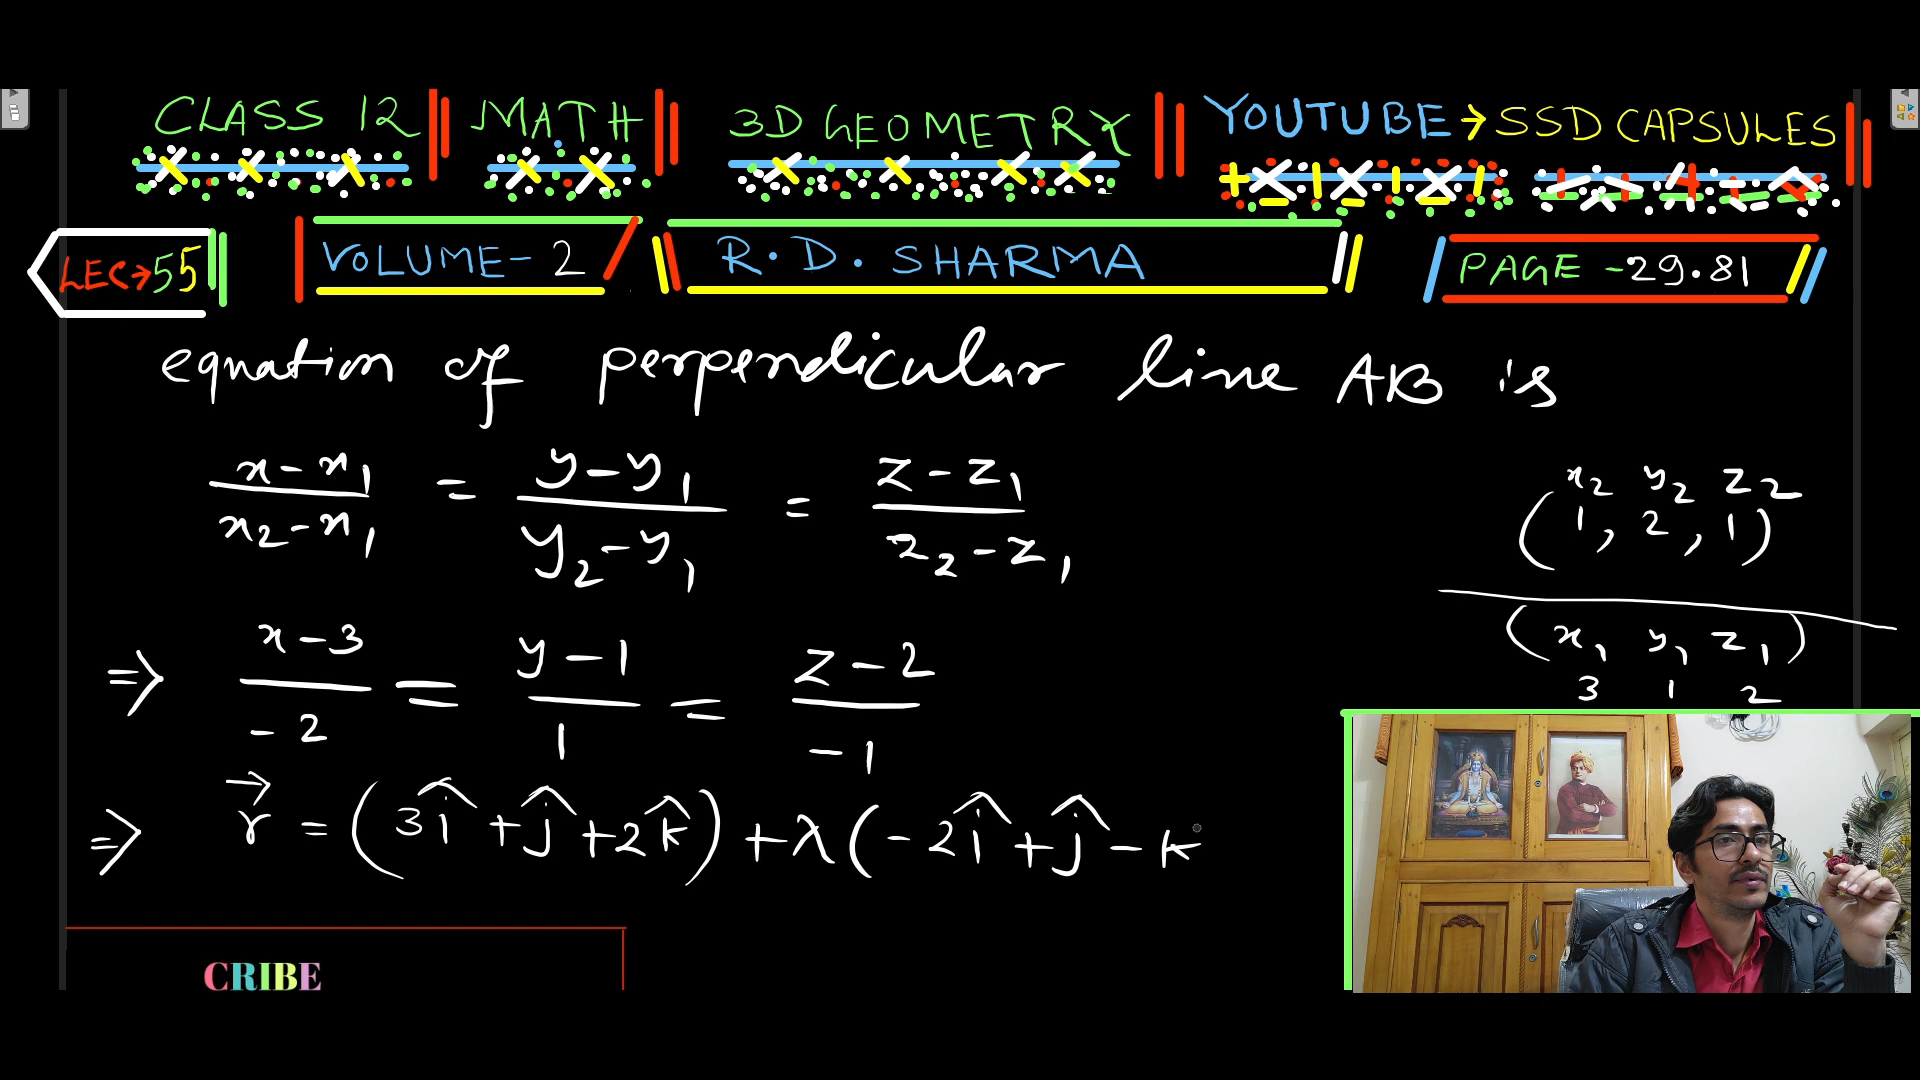 CLASS 12 MATH 3D GEOMETRY YOUTUBE → SSD CAPSULES
LEC→55 VOLUME-2 R.D. SHARMA PAGE -29.81
equation of perpendicular line AB is
x-x₁/x₂-x₁ = y-y₁/y₂-y₁ = z-z₁/z₂-z₁
x₂ y₂ z₂
(1, 2, 1)
(x₁ y₁ z₁)
3 1 2
⇒ x-3/-2 = y-1/1 = z-2/-1
⇒ r⃗ = (3î + ĵ + 2k̂) + λ(-2î + ĵ - k
CRIBE